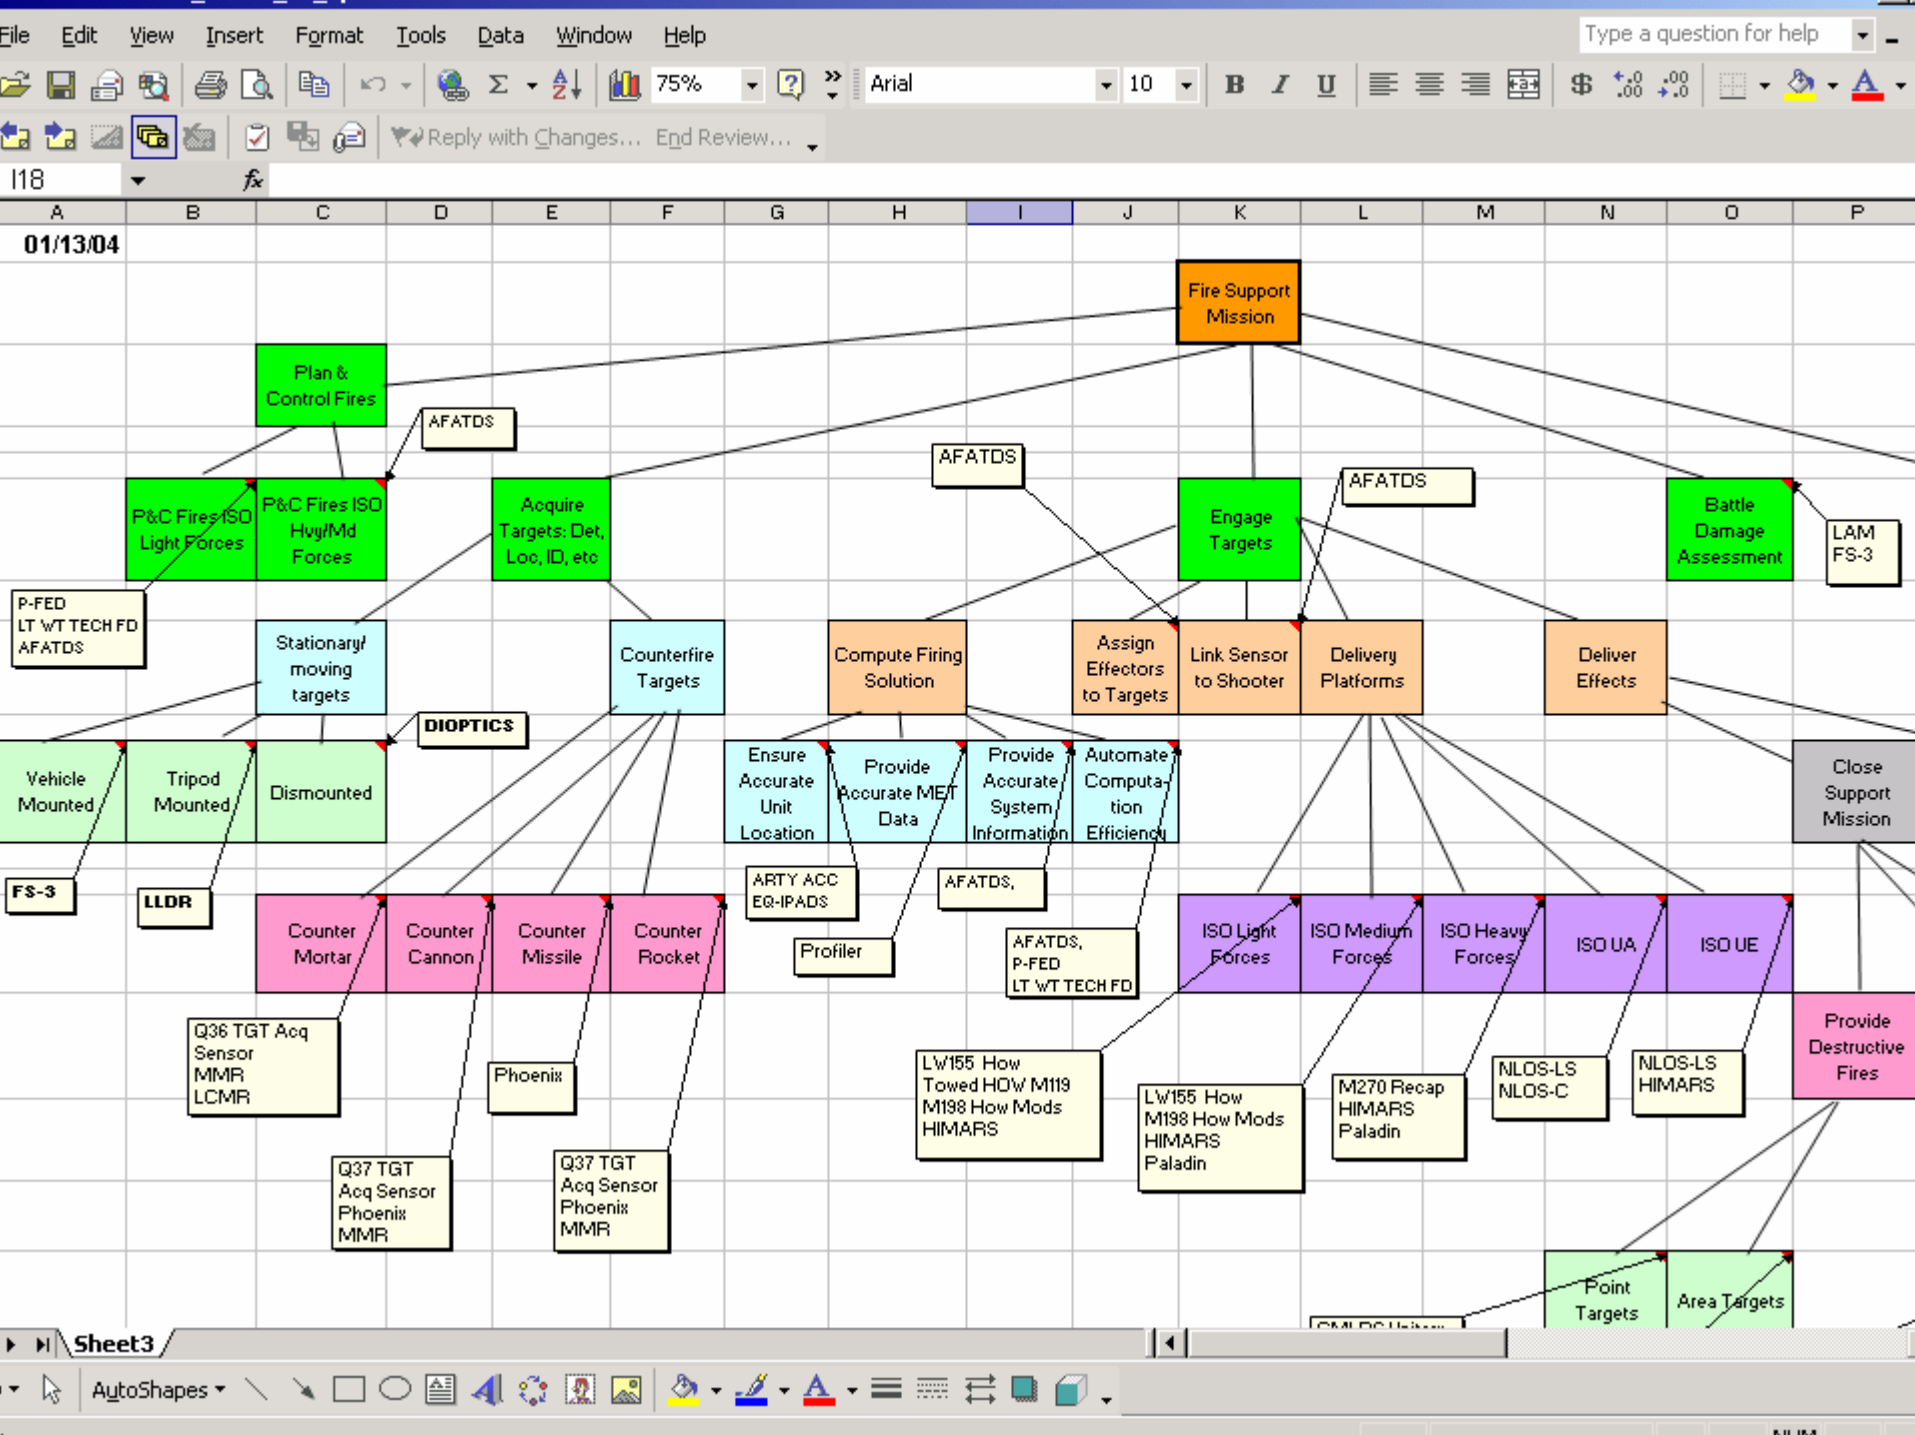 File Edit View Insert Format Tools Data Window Help
Type a question for help
75%
Arial
10
B I U
Reply with Changes... End Review...
I18
fx
A B C D E F G H I J K L M N O P
01/13/04
Fire Support
Mission
Plan &
Control Fires
AFATDS
AFATDS
AFATDS
P&C Fires ISO
Light Forces
P&C Fires ISO
Hvy/Md
Forces
Acquire
Targets: Det,
Loc, ID, etc
Engage
Targets
Battle
Damage
Assessment
LAM
FS-3
P-FED
LT WT TECH FD
AFATDS
Stationary/
moving
targets
Counterfire
Targets
Compute Firing
Solution
Assign
Effectors
to Targets
Link Sensor
to Shooter
Delivery
Platforms
Deliver
Effects
DIOPTICS
Vehicle
Mounted
Tripod
Mounted
Dismounted
Ensure
Accurate
Unit
Location
Provide
Accurate MET
Data
Provide
Accurate
System
Information
Automate
Computa-
tion
Efficiency
Close
Support
Mission
FS-3
LLDR
ARTY ACC
EQ-IPADS
AFATDS,
Profiler
AFATDS,
P-FED
LT WT TECH FD
Counter
Mortar
Counter
Cannon
Counter
Missile
Counter
Rocket
ISO Light
Forces
ISO Medium
Forces
ISO Heavy
Forces
ISO UA
ISO UE
Q36 TGT Acq
Sensor
MMR
LCMR
Phoenix
Q37 TGT
Acq Sensor
Phoenix
MMR
Q37 TGT
Acq Sensor
Phoenix
MMR
LW155 How
Towed HOW M119
M198 How Mods
HIMARS
LW155 How
M198 How Mods
HIMARS
Paladin
M270 Recap
HIMARS
Paladin
NLOS-LS
NLOS-C
NLOS-LS
HIMARS
Provide
Destructive
Fires
Point
Targets
Area Targets
Sheet3
AutoShapes